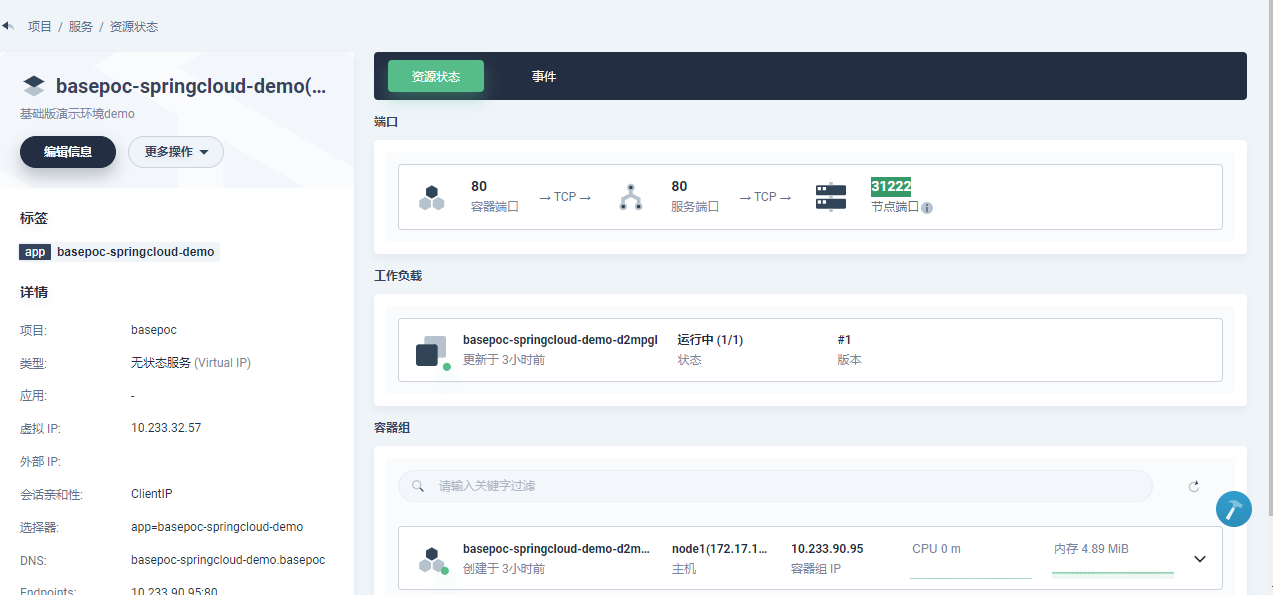 项目 / 服务 / 资源状态
basepoc-springcloud-demo(...
基础版演示环境demo
编辑信息 更多操作
标签
app basepoc-springcloud-demo
详情
项目: basepoc
类型: 无状态服务 (Virtual IP)
应用: -
虚拟 IP: 10.233.32.57
外部 IP:
会话亲和性: ClientIP
选择器: app=basepoc-springcloud-demo
DNS: basepoc-springcloud-demo.basepoc
Endpoints: 10.233.90.95:80
资源状态 事件
端口
80 →TCP→ 80 →TCP→ 31222
容器端口 服务端口 节点端口
工作负载
basepoc-springcloud-demo-d2mpgl 运行中 (1/1) #1
更新于 3小时前 状态 版本
容器组
请输入关键字过滤
basepoc-springcloud-demo-d2m... node1(172.17.1... 10.233.90.95 CPU 0 m 内存 4.89 MiB
创建于 3小时前 主机 容器组 IP